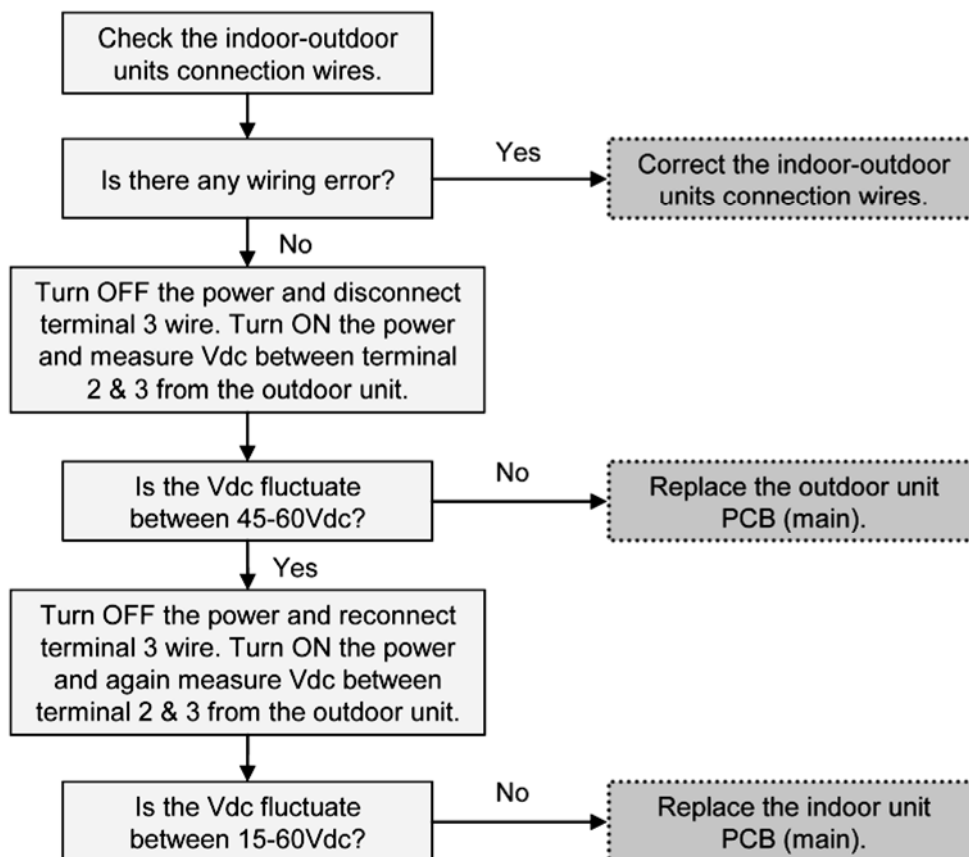 Check the indoor-outdoor
units connection wires.
Is there any wiring error?
Yes
Correct the indoor-outdoor
units connection wires.
No
Turn OFF the power and disconnect
terminal 3 wire. Turn ON the power
and measure Vdc between terminal
2 & 3 from the outdoor unit.
Is the Vdc fluctuate
between 45-60Vdc?
No
Replace the outdoor unit
PCB (main).
Yes
Turn OFF the power and reconnect
terminal 3 wire. Turn ON the power
and again measure Vdc between
terminal 2 & 3 from the outdoor unit.
Is the Vdc fluctuate
between 15-60Vdc?
No
Replace the indoor unit
PCB (main).